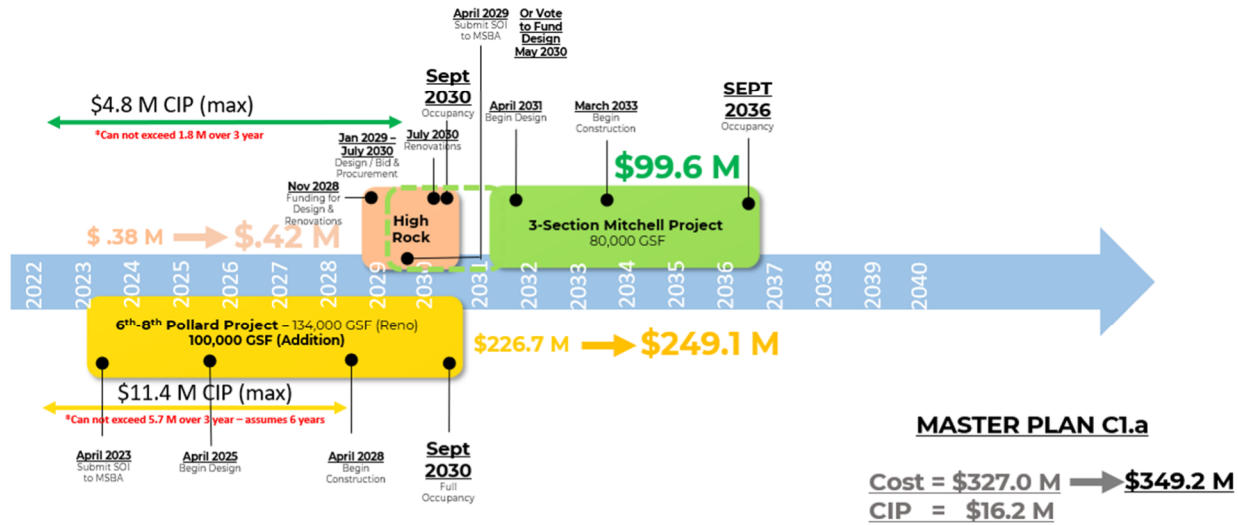 April 2029
Submit SOI
to MSBA
Or Vote
to Fund
Design
May 2030
Sept
2030
Occupancy
$4.8 M CIP (max)
*Can not exceed 1.8 M over 3 year
Jan 2029 –
July 2030
Design / Bid &
Procurement
July 2030
Renovations
April 2031
Begin Design
March 2033
Begin
Construction
SEPT
2036
Occupancy
$99.6 M
Nov 2028
Funding for
Design &
Renovations
$ .38 M
$.42 M
High
Rock
3-Section Mitchell Project
80,000 GSF
2022
2023
2024
2025
2026
2027
2028
2029
2030
2031
2032
2033
2034
2035
2036
2037
2038
2039
2040
6th-8th Pollard Project – 134,000 GSF (Reno)
100,000 GSF (Addition)
$226.7 M
$249.1 M
$11.4 M CIP (max)
*Can not exceed 5.7 M over 3 year – assumes 6 years
April 2023
Submit SOI
to MSBA
April 2025
Begin Design
April 2028
Begin
Construction
Sept
2030
Full
Occupancy
MASTER PLAN C1.a
Cost = $327.0 M
$349.2 M
CIP = $16.2 M